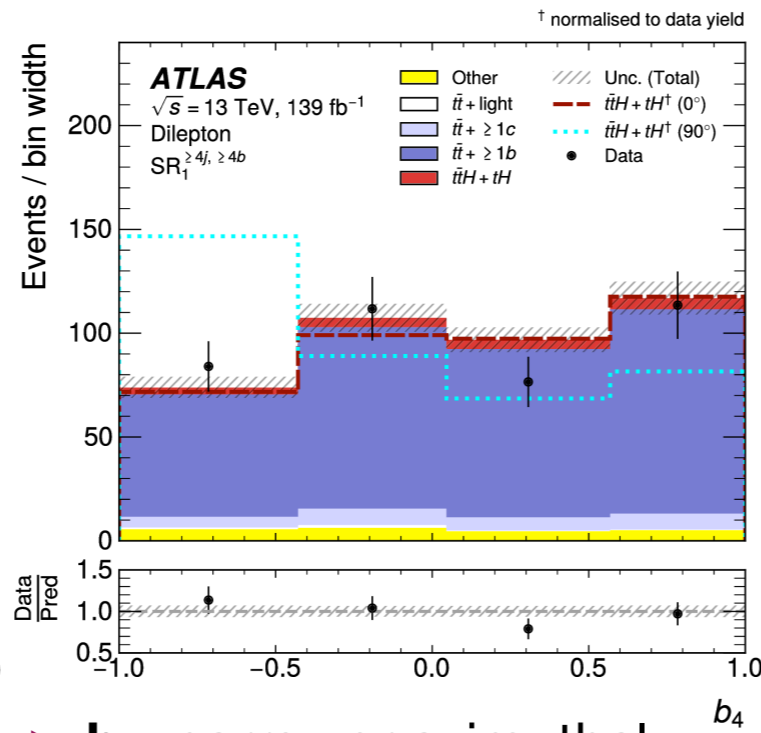 † normalised to data yield
ATLAS
√s = 13 TeV, 139 fb⁻¹
Dilepton
SR₁^≥4j, ≥4b
Other
tt̄ + light
tt̄ + ≥1c
tt̄ + ≥1b
tt̄H + tH
Unc. (Total)
tt̄H + tH† (0°)
tt̄H + tH† (90°)
Data
Events / bin width
200
150
100
50
0
Data
Pred
1.5
1.0
0.5
−1.0 −0.5 0.0 0.5 1.0
b₄